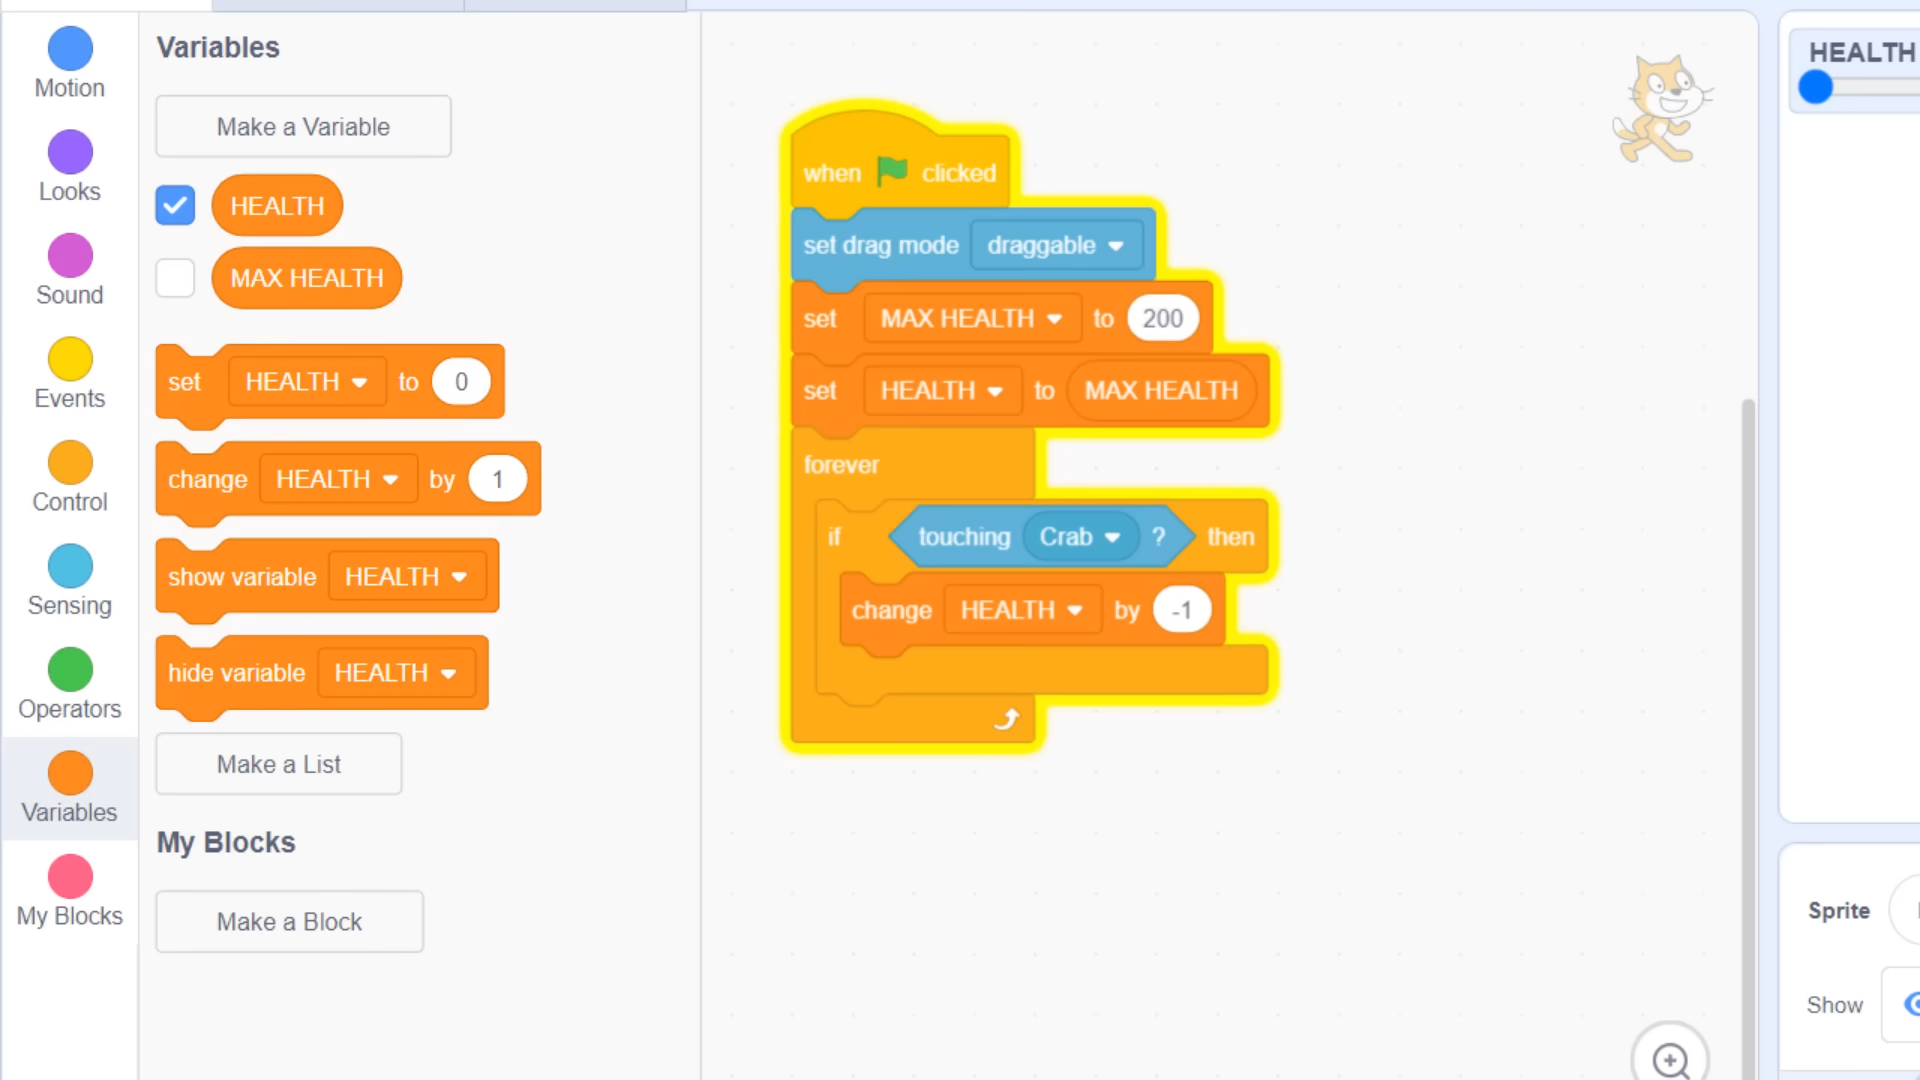 Motion
Looks
Sound
Events
Control
Sensing
Operators
Variables
My Blocks
Variables
Make a Variable
HEALTH
MAX HEALTH
set HEALTH to 0
change HEALTH by 1
show variable HEALTH
hide variable HEALTH
Make a List
My Blocks
Make a Block
when clicked
set drag mode draggable
set MAX HEALTH to 200
set HEALTH to MAX HEALTH
forever
if touching Crab ? then
change HEALTH by -1
HEALTH
Sprite
Show